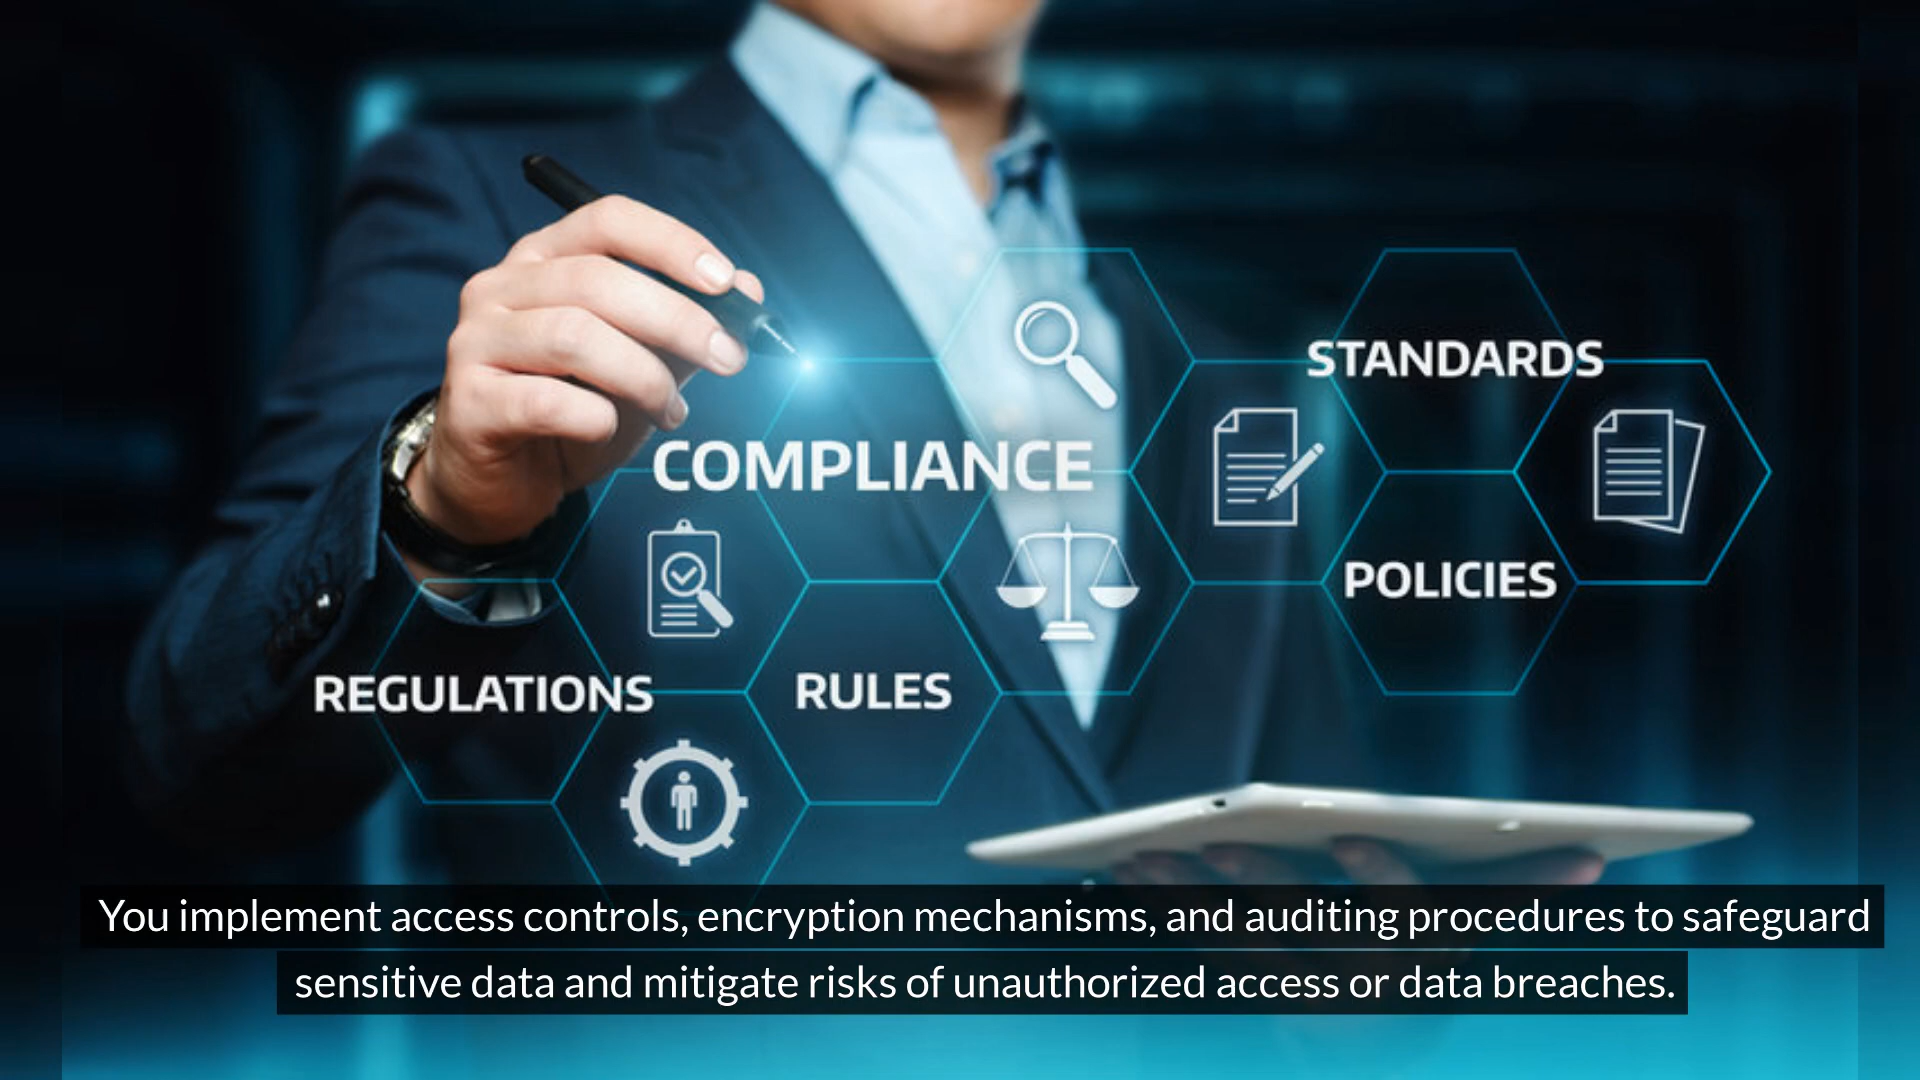 STANDARDS
COMPLIANCE
POLICIES
REGULATIONS
RULES
You implement access controls, encryption mechanisms, and auditing procedures to safeguard
sensitive data and mitigate risks of unauthorized access or data breaches.